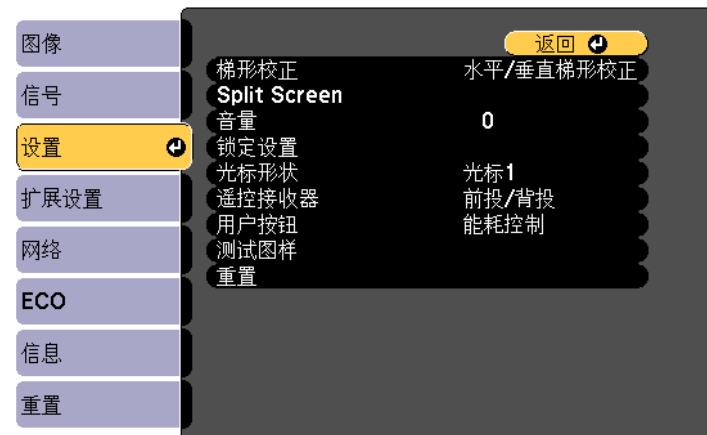 图像
信号
设置
扩展设置
网络
ECO
信息
重置
返回
梯形校正 水平/垂直梯形校正
Split Screen
音量 0
锁定设置
光标形状 光标1
遥控接收器 前投/背投
用户按钮 能耗控制
测试图样
重置